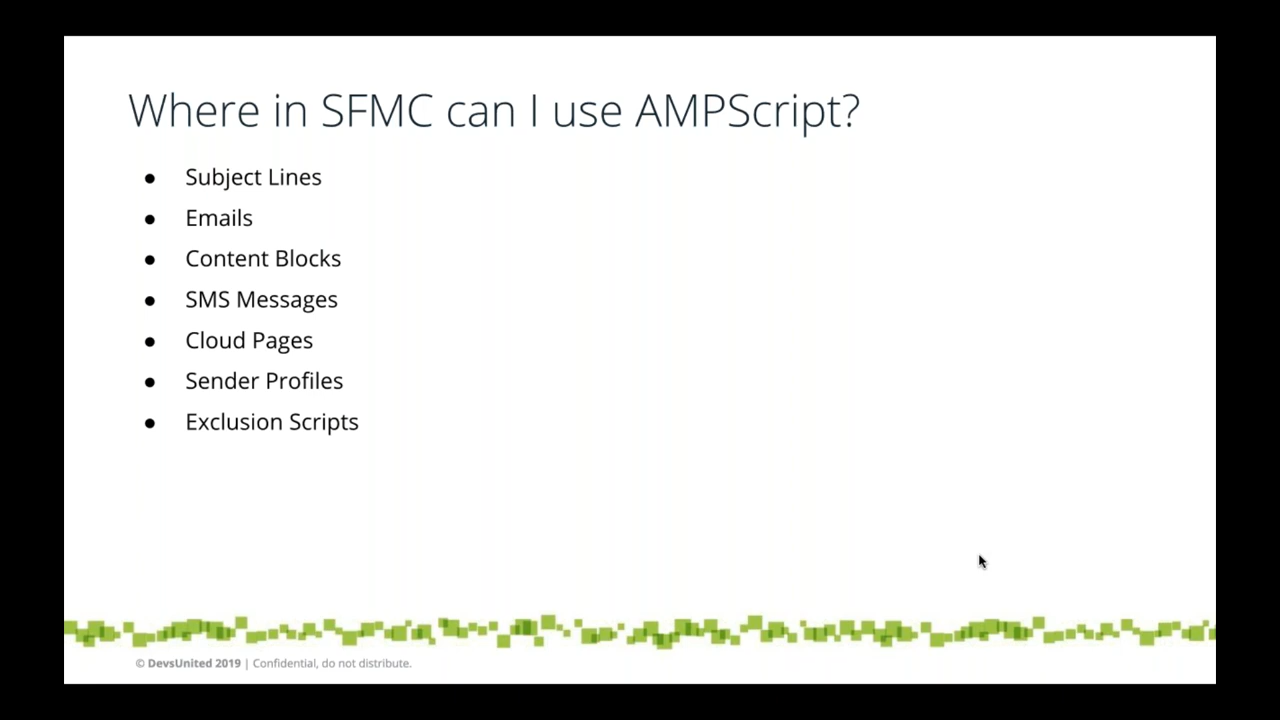 Where in SFMC can I use AMPScript?
● Subject Lines
● Emails
● Content Blocks
● SMS Messages
● Cloud Pages
● Sender Profiles
● Exclusion Scripts
© DevsUnited 2019 | Confidential, do not distribute.